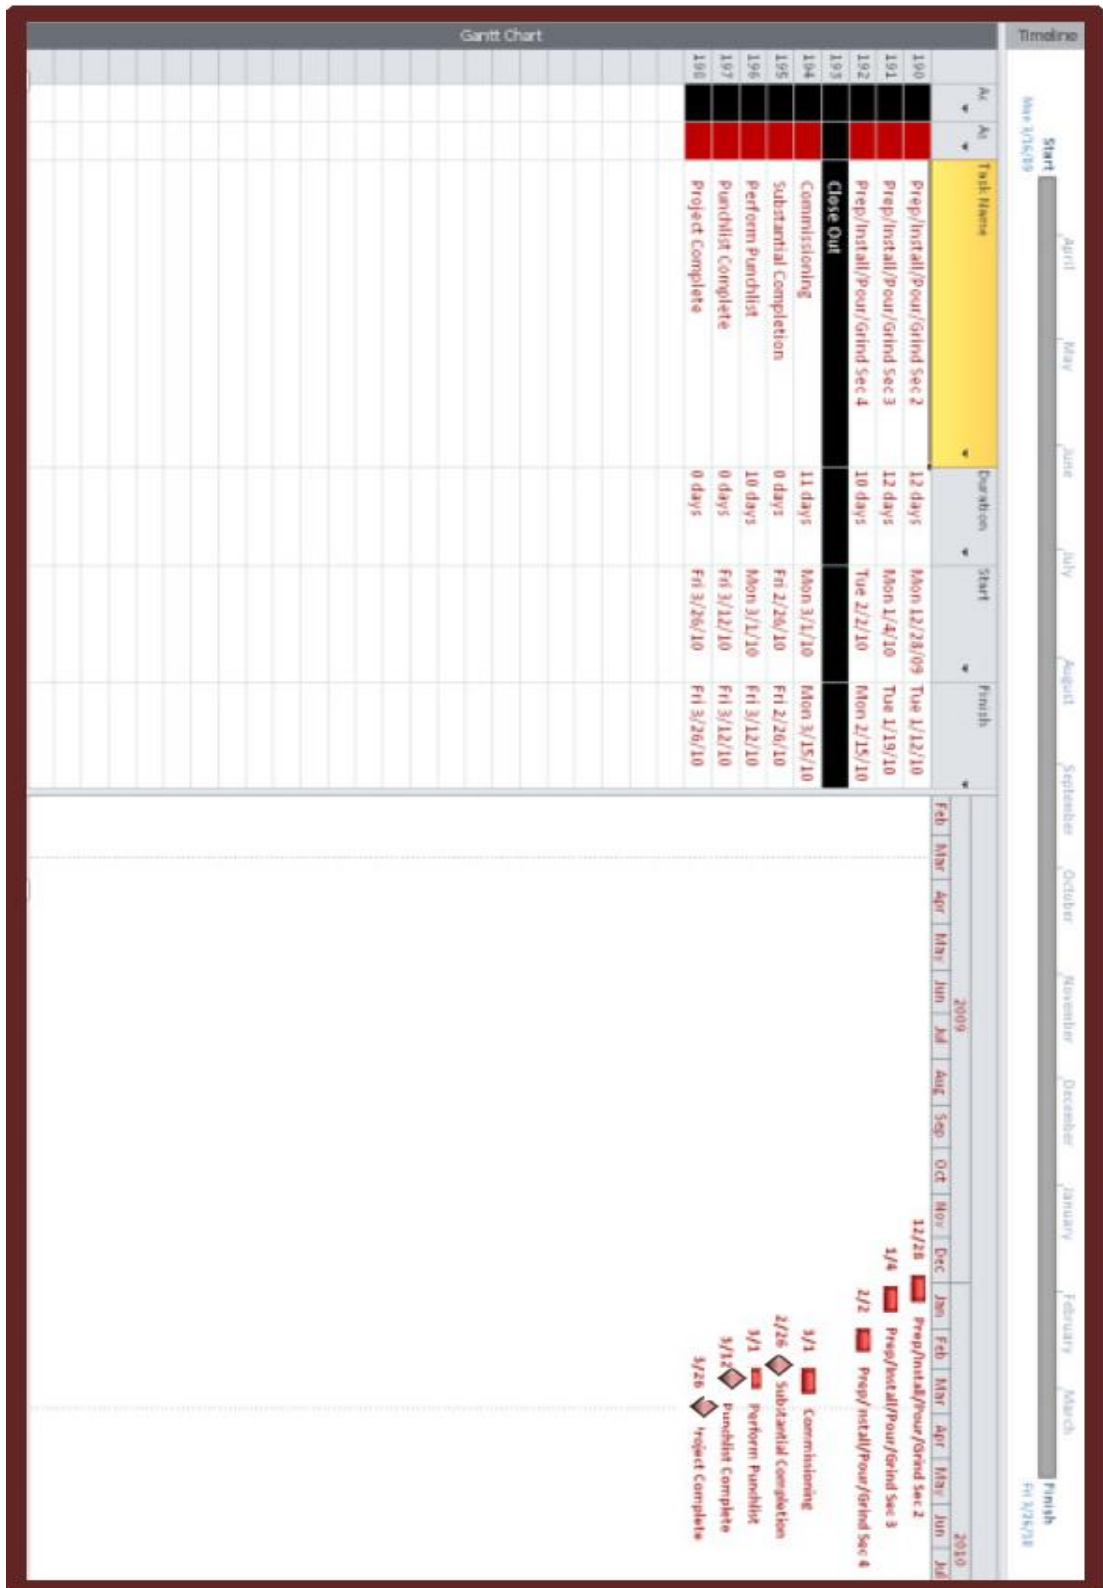 Timeline
Start
Mon 3/16/09
April
May
June
July
August
September
October
November
December
January
February
March
Finish
Fri 3/26/10
Gantt Chart
Task Name Duration Start Finish
2009 2010
Feb Mar Apr May Jun Jul Aug Sep Oct Nov Dec Jan Feb Mar Apr May Jun Jul
190 Prep/Install/Pour/Grind Sec 2 12 days Mon 12/28/09 Tue 1/12/10
191 Prep/Install/Pour/Grind Sec 3 12 days Mon 1/4/10 Tue 1/19/10
192 Prep/Install/Pour/Grind Sec 4 10 days Tue 2/2/10 Mon 2/15/10
193 Close Out
194 Commissioning 11 days Mon 3/1/10 Mon 3/15/10
195 Substantial Completion 0 days Fri 2/26/10 Fri 2/26/10
196 Perform Punchlist 10 days Mon 3/1/10 Fri 3/12/10
197 Punchlist Complete 0 days Fri 3/12/10 Fri 3/12/10
198 Project Complete 0 days Fri 3/26/10 Fri 3/26/10
12/28 Prep/Install/Pour/Grind Sec 2
1/4 Prep/Install/Pour/Grind Sec 3
2/2 Prep/Install/Pour/Grind Sec 4
3/1 Commissioning
2/26 Substantial Completion
3/1 Perform Punchlist
3/12 Punchlist Complete
3/26 Project Complete